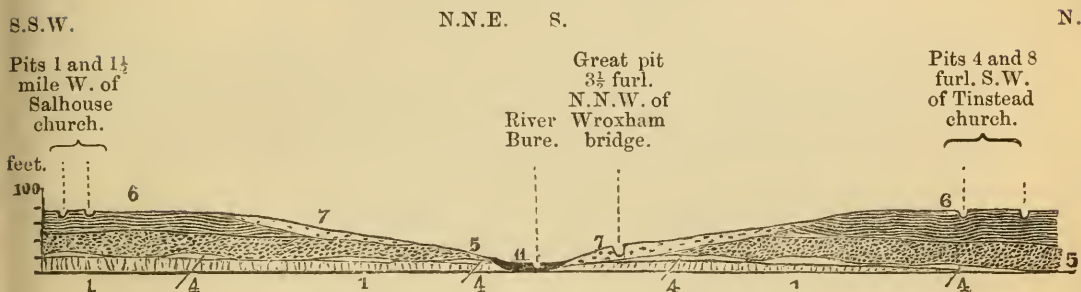 S.S.W.
N.N.E. S.
N.
Pits 1 and 1½
mile W. of
Salhouse
church.
River
Bure.
Great pit
3½ furl.
N.N.W. of
Wroxham
bridge.
Pits 4 and 8
furl. S.W.
of Tinstead
church.
feet.
100
6
7
5
11
7
6
5
1
4
4
4
1
4